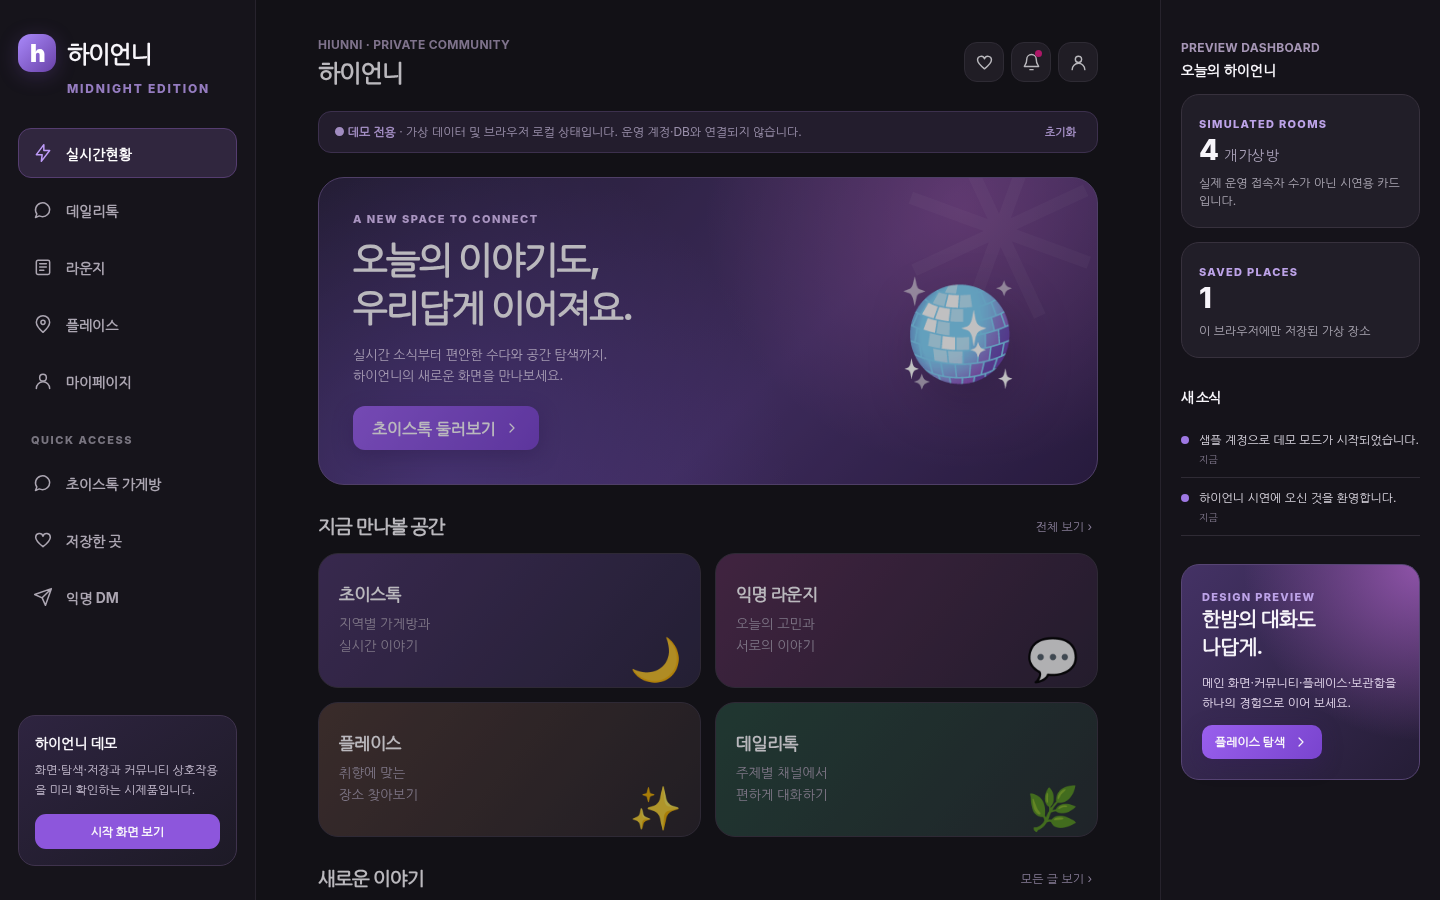 h 하이언니
MIDNIGHT EDITION
실시간현황
데일리톡
라운지
플레이스
마이페이지
QUICK ACCESS
초이스톡 가게방
저장한 곳
익명 DM
하이언니 데모
화면·탐색·저장과 커뮤니티 상호작용
을 미리 확인하는 시제품입니다.
시작 화면 보기
HIUNNI · PRIVATE COMMUNITY
하이언니
데모 전용 · 가상 데이터 및 브라우저 로컬 상태입니다. 운영 계정·DB와 연결되지 않습니다.
초기화
A NEW SPACE TO CONNECT
오늘의 이야기도,
우리답게 이어져요.
실시간 소식부터 편안한 수다와 공간 탐색까지.
하이언니의 새로운 화면을 만나보세요.
초이스톡 둘러보기
지금 만나볼 공간
전체 보기 ›
초이스톡
지역별 가게방과
실시간 이야기
익명 라운지
오늘의 고민과
서로의 이야기
플레이스
취향에 맞는
장소 찾아보기
데일리톡
주제별 채널에서
편하게 대화하기
새로운 이야기
모든 글 보기 ›
PREVIEW DASHBOARD
오늘의 하이언니
SIMULATED ROOMS
4 개 가상 방
실제 운영 접속자 수가 아닌 시연용 카드
입니다.
SAVED PLACES
1
이 브라우저에만 저장된 가상 장소
새 소식
샘플 계정으로 데모 모드가 시작되었습니다.
지금
하이언니 시연에 오신 것을 환영합니다.
지금
DESIGN PREVIEW
한밤의 대화도
나답게.
메인 화면·커뮤니티·플레이스·보관함을
하나의 경험으로 이어 보세요.
플레이스 탐색